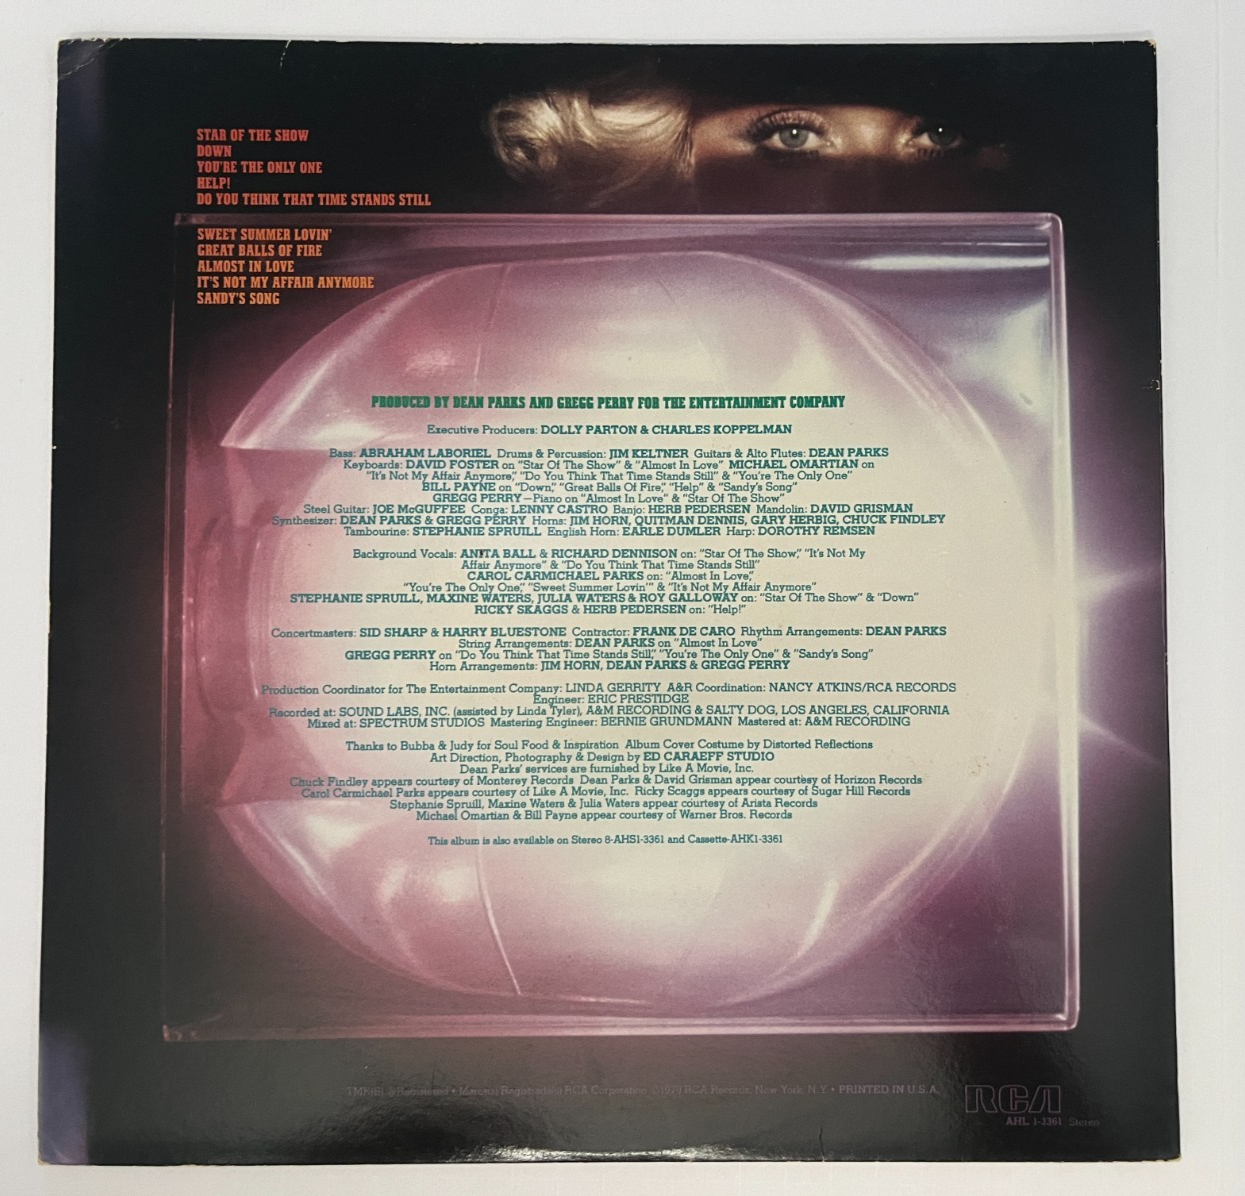 STAR OF THE SHOW
DOWN
YOU'RE THE ONLY ONE
HELP!
DO YOU THINK THAT TIME STANDS STILL
SWEET SUMMER LOVIN'
GREAT BALLS OF FIRE
ALMOST IN LOVE
IT'S NOT MY AFFAIR ANYMORE
SANDY'S SONG
PRODUCED BY DEAN PARKS AND GREGG PERRY FOR THE ENTERTAINMENT COMPANY
Executive Producers: DOLLY PARTON & CHARLES KOPPELMAN
Bass: ABRAHAM LABORIEL Drums & Percussion: JIM KELTNER Guitars & Alto Flutes: DEAN PARKS
Keyboards: DAVID FOSTER on "Star Of The Show" & "Almost In Love" MICHAEL OMARTIAN on
"It's Not My Affair Anymore," "Do You Think That Time Stands Still" & "You're The Only One"
BILL PAYNE on "Down," "Great Balls Of Fire," "Help" & "Sandy's Song"
GREGG PERRY—Piano on "Almost In Love" & "Star Of The Show"
Steel Guitar: JOE McGUFFEE Conga: LENNY CASTRO Banjo: HERB PEDERSEN Mandolin: DAVID GRISMAN
Synthesizer: DEAN PARKS & GREGG PERRY Horns: JIM HORN, QUITMAN DENNIS, GARY HERBIG, CHUCK FINDLEY
Tambourine: STEPHANIE SPRUILL English Horn: EARLE DUMLER Harp: DOROTHY REMSEN
Background Vocals: ANITA BALL & RICHARD DENNISON on: "Star Of The Show," "It's Not My
Affair Anymore" & "Do You Think That Time Stands Still"
CAROL CARMICHAEL PARKS on: "Almost In Love,"
"You're The Only One," "Sweet Summer Lovin'" & "It's Not My Affair Anymore"
STEPHANIE SPRUILL, MAXINE WATERS, JULIA WATERS & ROY GALLOWAY on: "Star Of The Show" & "Down"
RICKY SKAGGS & HERB PEDERSEN on: "Help!"
Concertmasters: SID SHARP & HARRY BLUESTONE Contractor: FRANK DE CARO Rhythm Arrangements: DEAN PARKS
String Arrangements: DEAN PARKS on "Almost In Love"
GREGG PERRY on "Do You Think That Time Stands Still," "You're The Only One" & "Sandy's Song"
Horn Arrangements: JIM HORN, DEAN PARKS & GREGG PERRY
Production Coordinator for The Entertainment Company: LINDA GERRITY A&R Coordination: NANCY ATKINS/RCA RECORDS
Engineer: ERIC PRESTIDGE
Recorded at: SOUND LABS, INC. (assisted by Linda Tyler), A&M RECORDING & SALTY DOG, LOS ANGELES, CALIFORNIA
Mixed at: SPECTRUM STUDIOS Mastering Engineer: BERNIE GRUNDMANN Mastered at: A&M RECORDING
Thanks to Bubba & Judy for Soul Food & Inspiration Album Cover Costume by Distorted Reflections
Art Direction, Photography & Design by ED CARAEFF STUDIO
Dean Parks' services are furnished by Like A Movie, Inc.
Chuck Findley appears courtesy of Monterey Records Dean Parks & David Grisman appear courtesy of Horizon Records
Carol Carmichael Parks appears courtesy of Like A Movie, Inc. Ricky Scaggs appears courtesy of Sugar Hill Records
Stephanie Spruill, Maxine Waters & Julia Waters appear courtesy of Arista Records
Michael Omartian & Bill Payne appear courtesy of Warner Bros. Records
This album is also available on Stereo 8-AHS1-3361 and Cassette-AHK1-3361
TMK(s) ® Registered • Marca(s) Registrada(s) RCA Corporation ©1979 RCA Records, New York, N.Y. • PRINTED IN U.S.A.
RCA
AHL 1-3361 Stereo